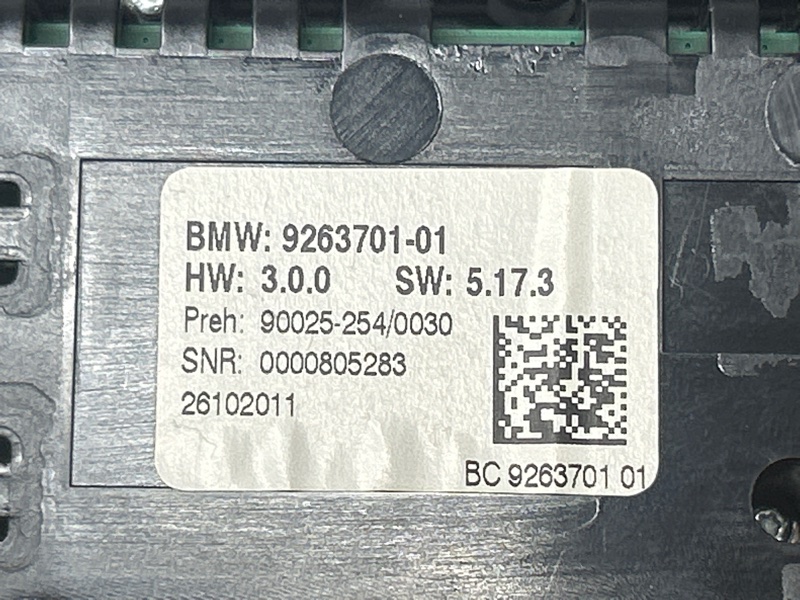 BMW: 9263701-01
HW: 3.0.0 SW: 5.17.3
Preh: 90025-254/0030
SNR: 0000805283
26102011
BC 9263701 01